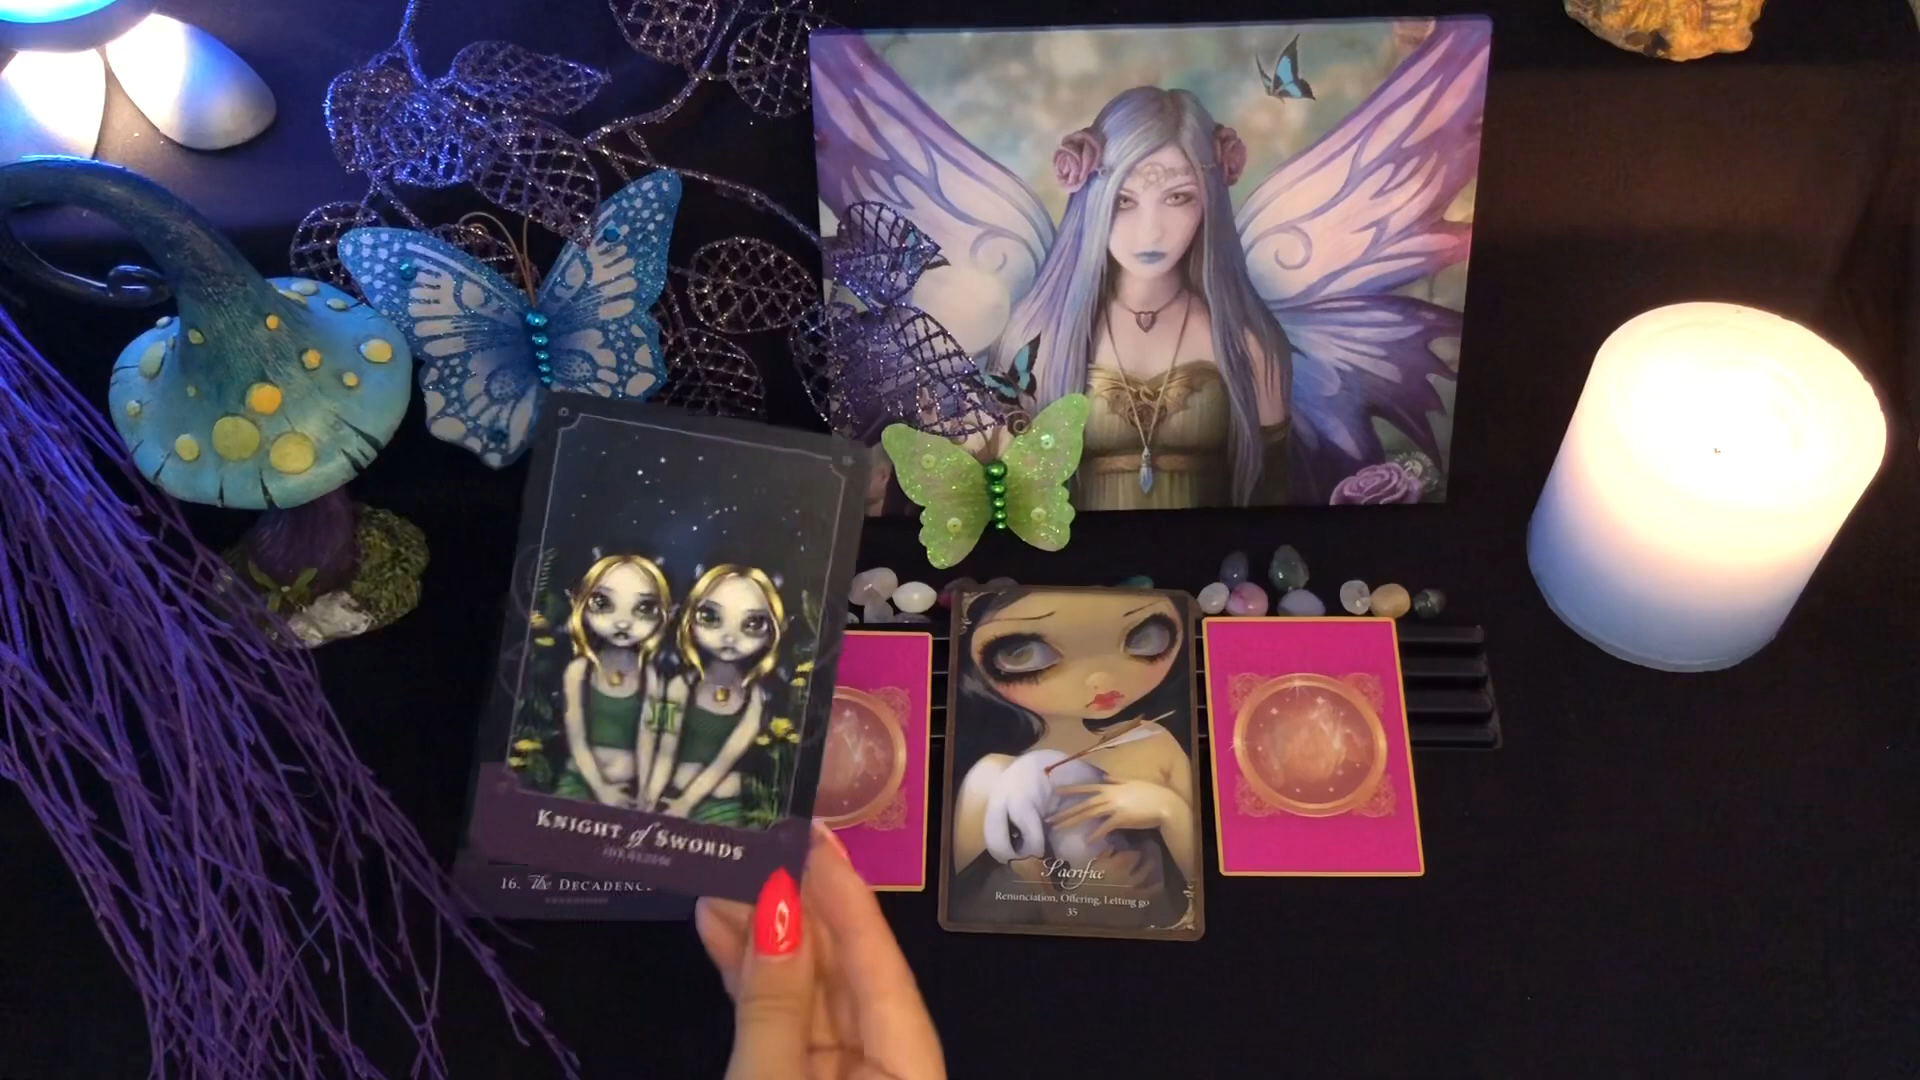 KNIGHT of SWORDS
16. The DECADENC
Sacrifice
Renunciation, Offering, Letting go
35